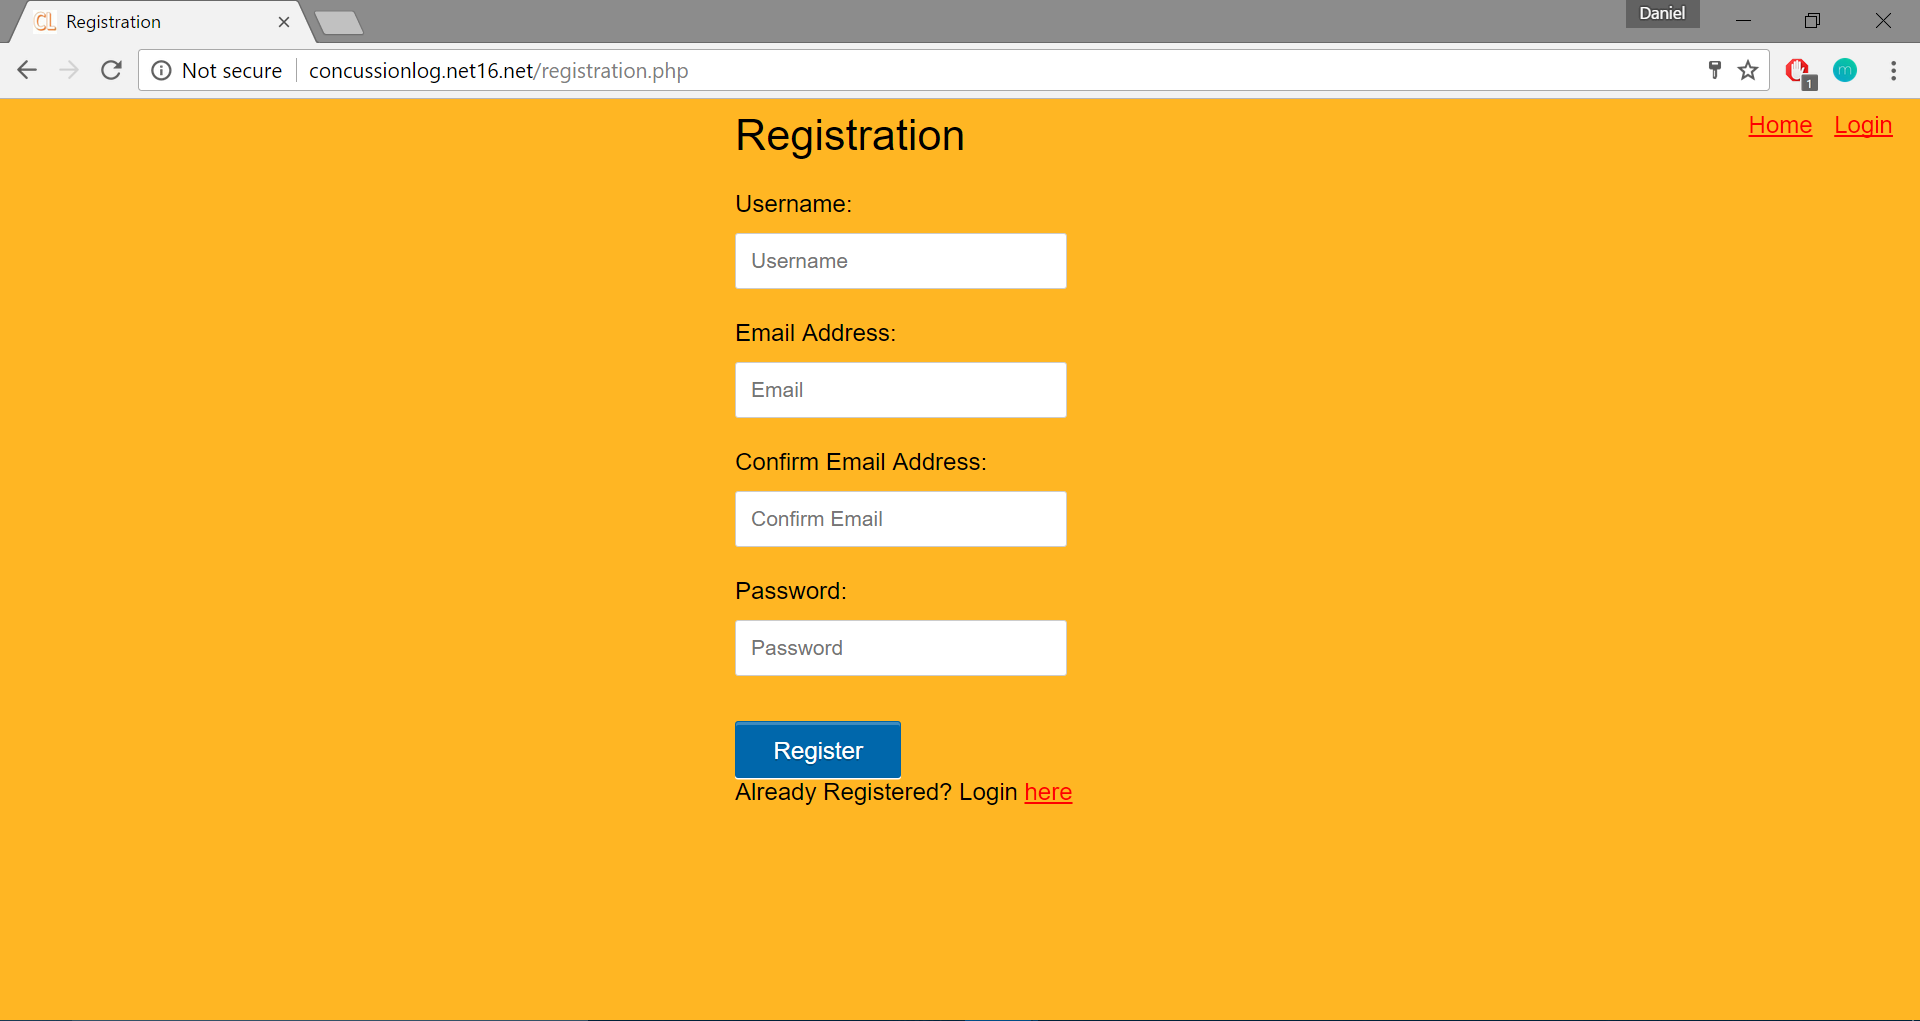 CL Registration
Daniel
Not secure
concussionlog.net16.net/registration.php
1
m
Registration
Home Login
Username:
Username
Email Address:
Email
Confirm Email Address:
Confirm Email
Password:
Password
Register
Already Registered? Login here